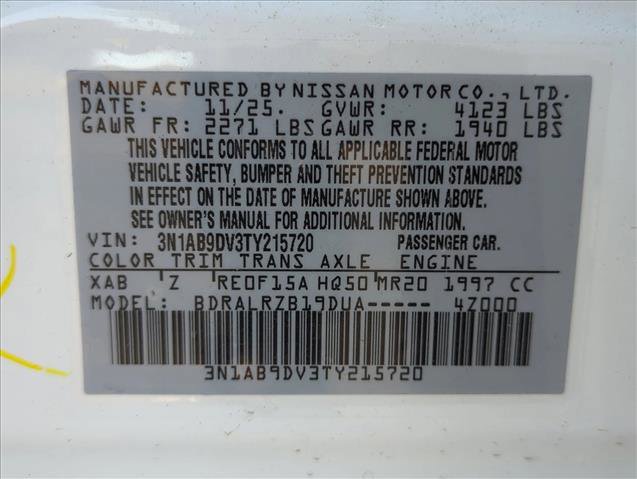 MANUFACTURED BY NISSAN MOTOR CO., LTD.
DATE: 11/25. GVWR: 4123 LBS
GAWR FR: 2271 LBS GAWR RR: 1940 LBS
THIS VEHICLE CONFORMS TO ALL APPLICABLE FEDERAL MOTOR
VEHICLE SAFETY, BUMPER AND THEFT PREVENTION STANDARDS
IN EFFECT ON THE DATE OF MANUFACTURE SHOWN ABOVE.
SEE OWNER'S MANUAL FOR ADDITIONAL INFORMATION
VIN: 3N1AB9DV3TY215720 PASSENGER CAR.
COLOR TRIM TRANS AXLE ENGINE
XAB Z RE0F15A HQ50 MR20 1997 CC
MODEL: BDRALRZB19DUA----- 4Z000
3N1AB9DV3TY215720